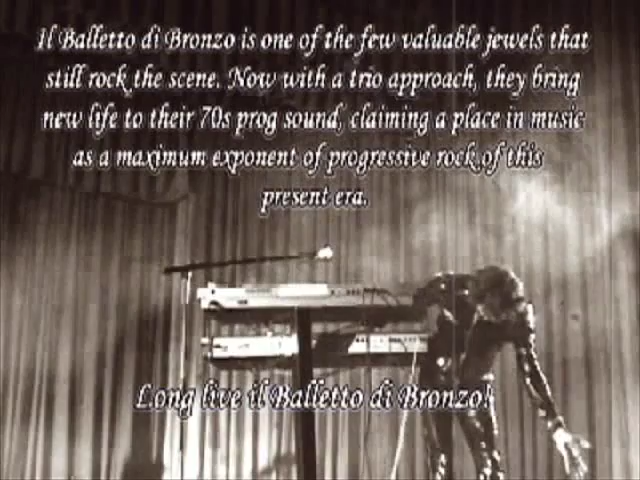 Il Balletto di Bronzo is one of the few valuable jewels that
still rock the scene. Now with a trio approach, they bring
new life to their 70s prog sound, claiming a place in music
as a maximum exponent of progressive rock of this
present era.
Long live il Balletto di Bronzo!